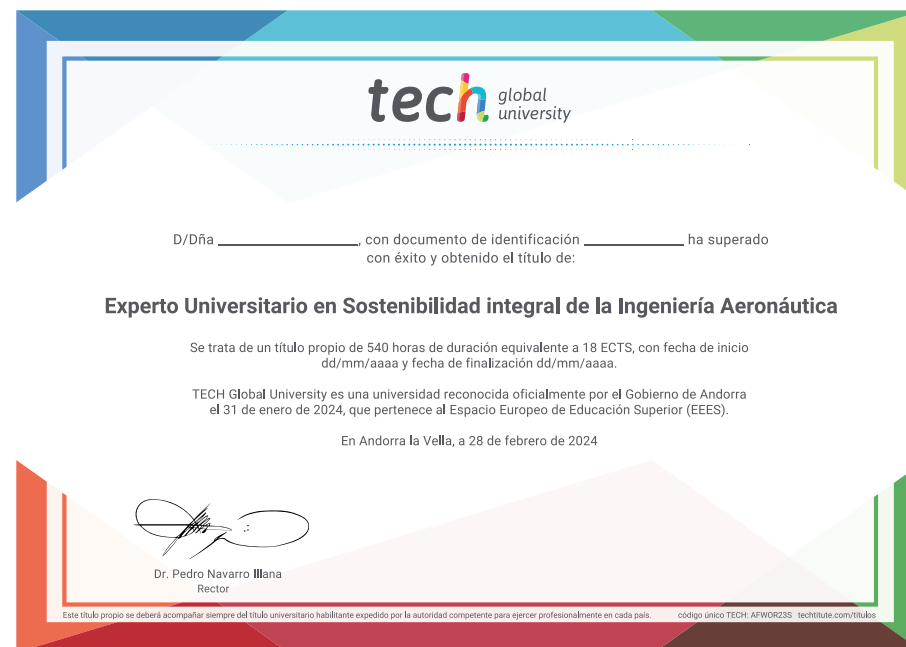 tech global university
D/Dña ____________________, con documento de identificación ______________ ha superado
con éxito y obtenido el título de:
Experto Universitario en Sostenibilidad integral de la Ingeniería Aeronáutica
Se trata de un título propio de 540 horas de duración equivalente a 18 ECTS, con fecha de inicio
dd/mm/aaaa y fecha de finalización dd/mm/aaaa.
TECH Global University es una universidad reconocida oficialmente por el Gobierno de Andorra
el 31 de enero de 2024, que pertenece al Espacio Europeo de Educación Superior (EEES).
En Andorra la Vella, a 28 de febrero de 2024
Dr. Pedro Navarro Illana
Rector
Este título propio se deberá acompañar siempre del título universitario habilitante expedido por la autoridad competente para ejercer profesionalmente en cada país. código único TECH: AFWOR23S techtitute.com/titulos